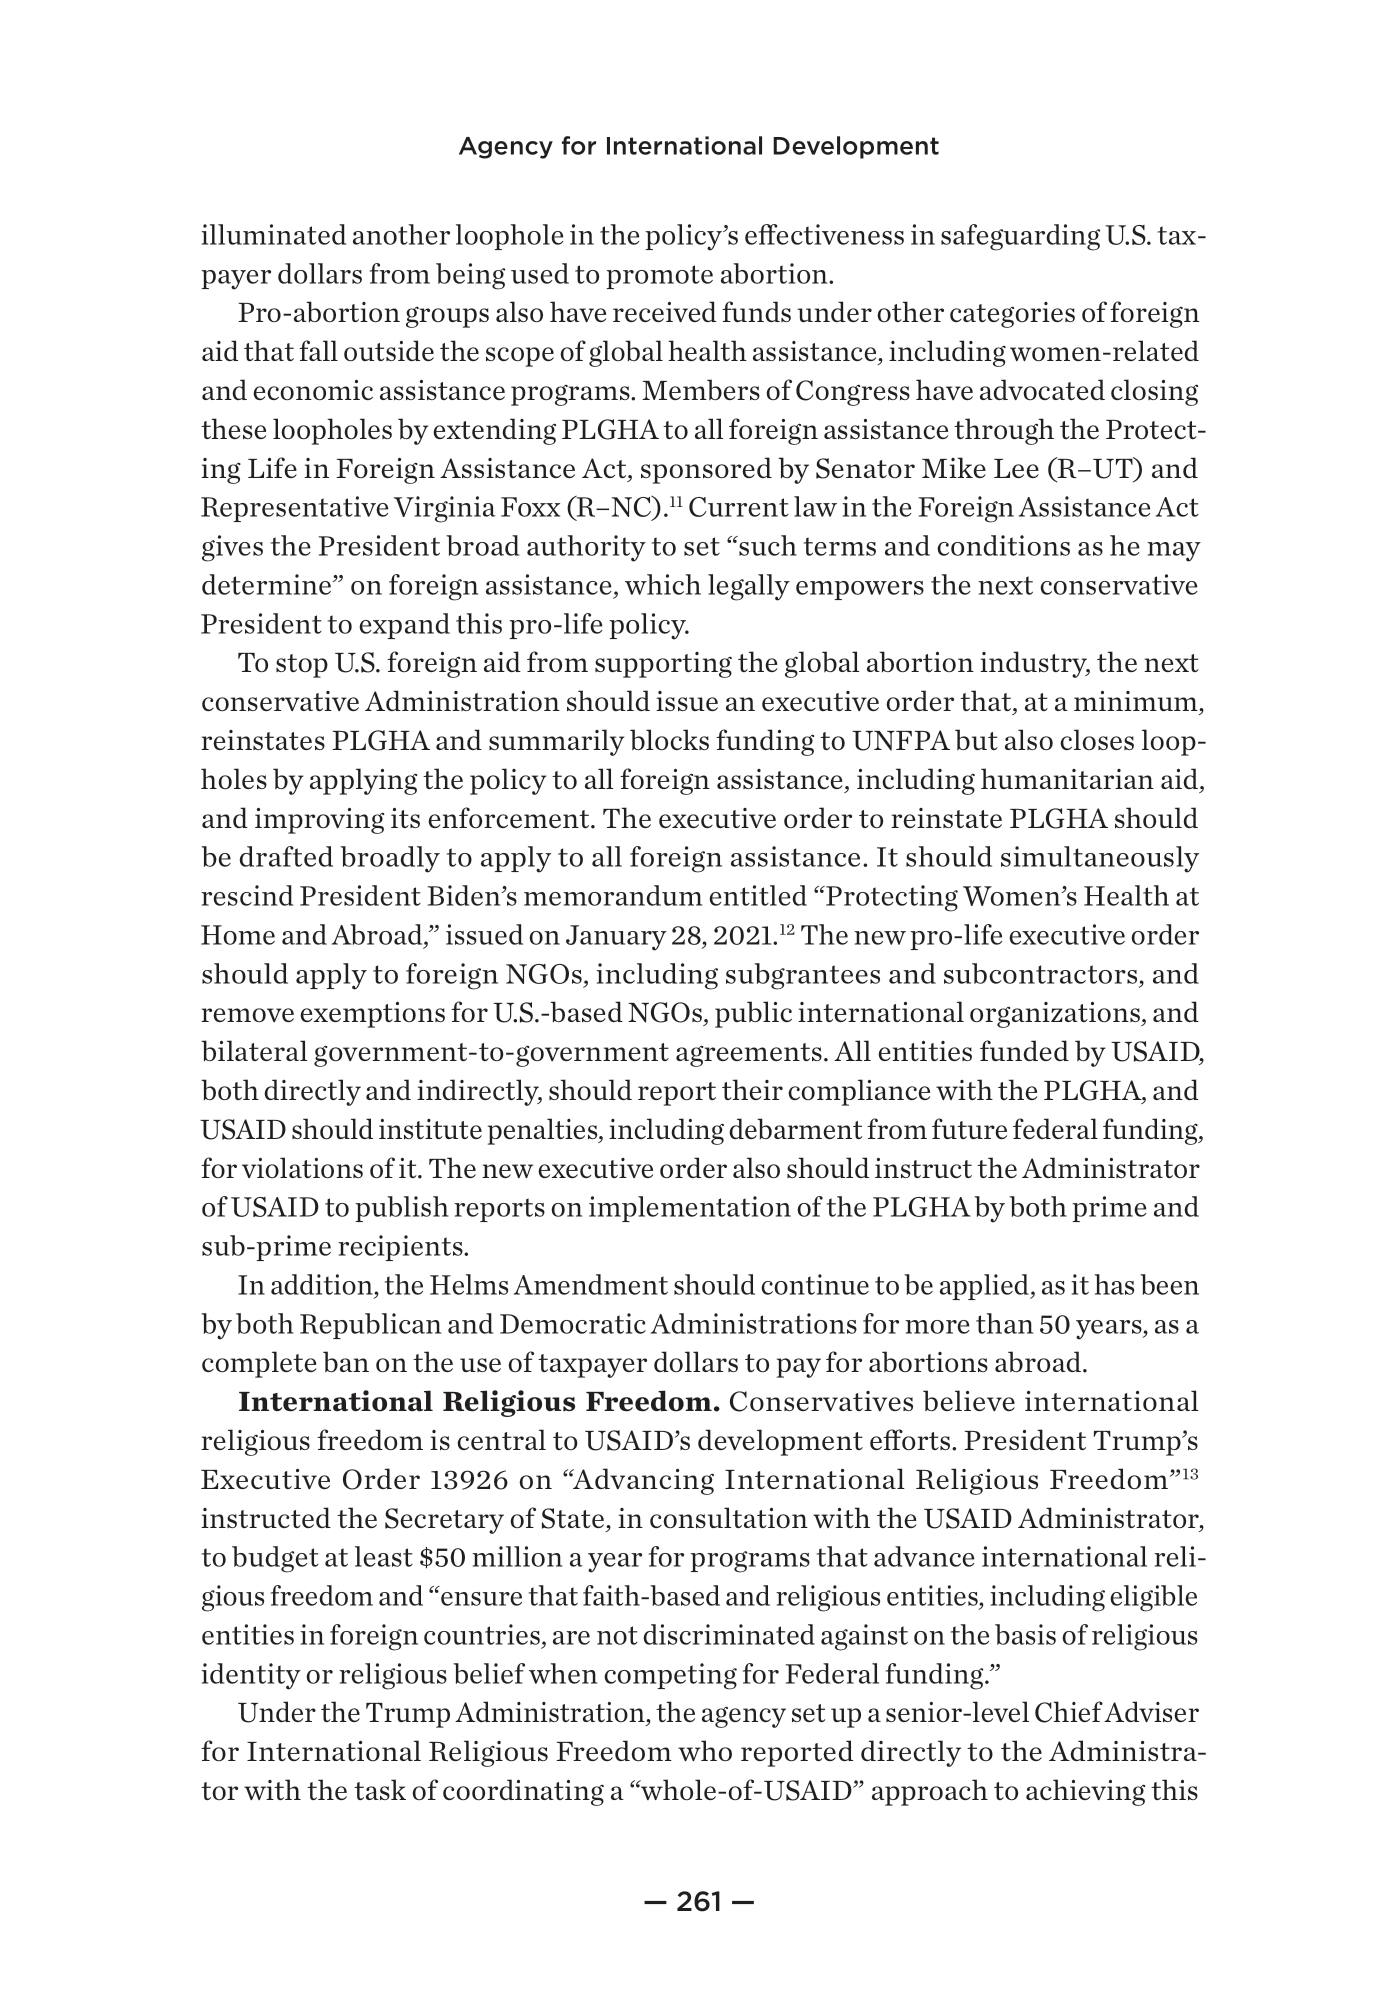 Agency for International Development
illuminated another loophole in the policy’s effectiveness in safeguarding U.S. tax-
payer dollars from being used to promote abortion.
Pro-abortion groups also have received funds under other categories of foreign
aid that fall outside the scope of global health assistance, including women-related
and economic assistance programs. Members of Congress have advocated closing
these loopholes by extending PLGHA to all foreign assistance through the Protect-
ing Life in Foreign Assistance Act, sponsored by Senator Mike Lee (R–UT) and
Representative Virginia Foxx (R–NC).¹¹ Current law in the Foreign Assistance Act
gives the President broad authority to set “such terms and conditions as he may
determine” on foreign assistance, which legally empowers the next conservative
President to expand this pro-life policy.
To stop U.S. foreign aid from supporting the global abortion industry, the next
conservative Administration should issue an executive order that, at a minimum,
reinstates PLGHA and summarily blocks funding to UNFPA but also closes loop-
holes by applying the policy to all foreign assistance, including humanitarian aid,
and improving its enforcement. The executive order to reinstate PLGHA should
be drafted broadly to apply to all foreign assistance. It should simultaneously
rescind President Biden’s memorandum entitled “Protecting Women’s Health at
Home and Abroad,” issued on January 28, 2021.¹² The new pro-life executive order
should apply to foreign NGOs, including subgrantees and subcontractors, and
remove exemptions for U.S.-based NGOs, public international organizations, and
bilateral government-to-government agreements. All entities funded by USAID,
both directly and indirectly, should report their compliance with the PLGHA, and
USAID should institute penalties, including debarment from future federal funding,
for violations of it. The new executive order also should instruct the Administrator
of USAID to publish reports on implementation of the PLGHA by both prime and
sub-prime recipients.
In addition, the Helms Amendment should continue to be applied, as it has been
by both Republican and Democratic Administrations for more than 50 years, as a
complete ban on the use of taxpayer dollars to pay for abortions abroad.
International Religious Freedom. Conservatives believe international
religious freedom is central to USAID’s development efforts. President Trump’s
Executive Order 13926 on “Advancing International Religious Freedom”¹³
instructed the Secretary of State, in consultation with the USAID Administrator,
to budget at least $50 million a year for programs that advance international reli-
gious freedom and “ensure that faith-based and religious entities, including eligible
entities in foreign countries, are not discriminated against on the basis of religious
identity or religious belief when competing for Federal funding.”
Under the Trump Administration, the agency set up a senior-level Chief Adviser
for International Religious Freedom who reported directly to the Administra-
tor with the task of coordinating a “whole-of-USAID” approach to achieving this
— 261 —